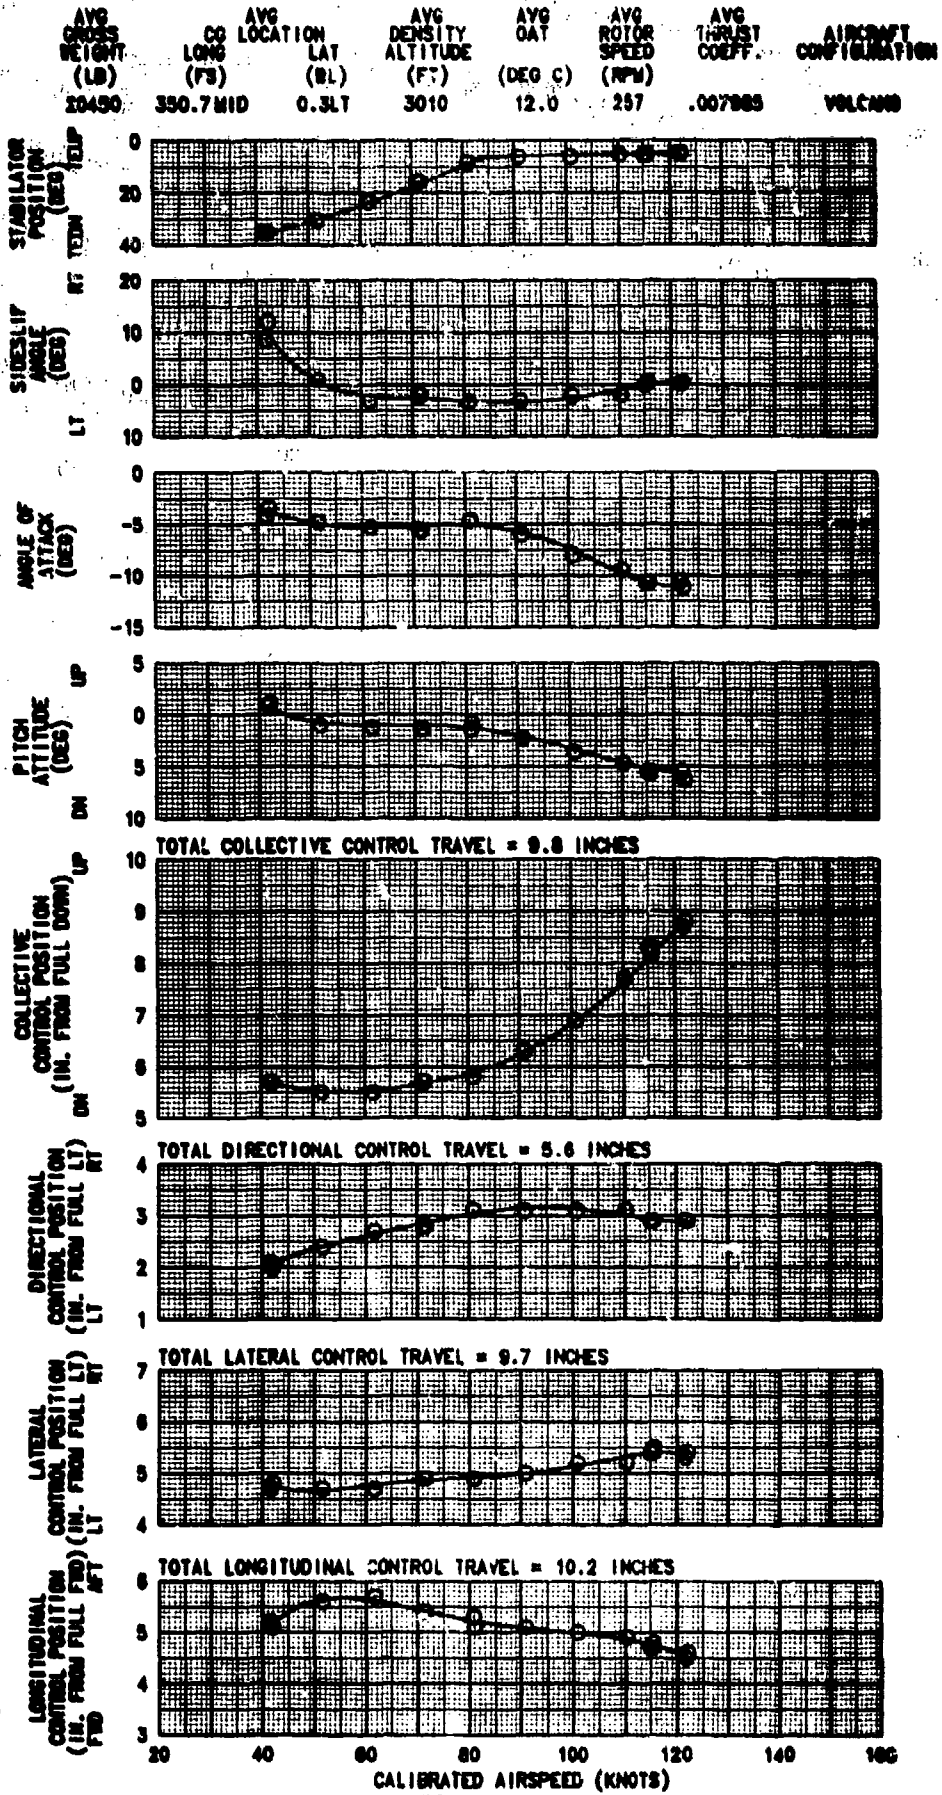 AVG AVG AVG AVG AVG AVG
GROSS CG LOCATION DENSITY OAT ROTOR THRUST AIRCRAFT
WEIGHT LONG LAT ALTITUDE SPEED COEFF. CONFIGURATION
(LB) (FS) (BL) (FT) (DEG C) (RPM)
20450 350.7MID 0.3LT 3010 12.0 257 VOLCANO
STABILATOR
POSITION
(DEG)
TEDN TEUP
0
20
40
SIDESLIP
ANGLE
(DEG)
LT RT
20
10
0
10
ANGLE OF
ATTACK
(DEG)
0
-5
-10
-15
PITCH
ATTITUDE
(DEG)
DN UP
5
0
5
10
TOTAL COLLECTIVE CONTROL TRAVEL = 9.8 INCHES
COLLECTIVE
CONTROL POSITION
(IN. FROM FULL DOWN)
DN UP
10
9
8
7
6
5
TOTAL DIRECTIONAL CONTROL TRAVEL = 5.6 INCHES
DIRECTIONAL
CONTROL POSITION
(IN. FROM FULL LT)
LT RT
4
3
2
1
TOTAL LATERAL CONTROL TRAVEL = 9.7 INCHES
LATERAL
CONTROL POSITION
(IN. FROM FULL LT)
LT RT
7
6
5
4
TOTAL LONGITUDINAL CONTROL TRAVEL = 10.2 INCHES
LONGITUDINAL
CONTROL POSITION
(IN. FROM FULL FWD)
FWD AFT
6
5
4
3
20 40 60 80 100 120 140 160
CALIBRATED AIRSPEED (KNOTS)